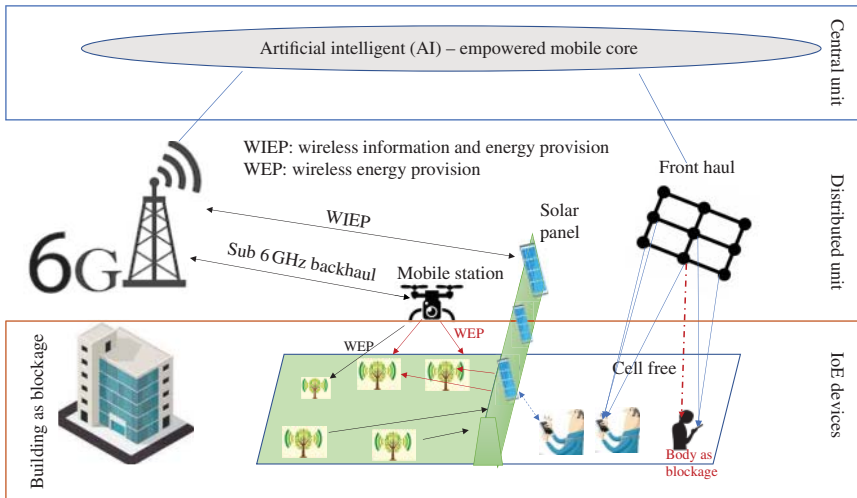 Artificial intelligent (AI) – empowered mobile core
Central unit
WIEP: wireless information and energy provision
WEP: wireless energy provision
Front haul
Distributed unit
WIEP
Solar
panel
6G
Sub 6 GHz backhaul
Mobile station
WEP
WEP
Building as blockage
Cell free
IoE devices
Body as
blockage